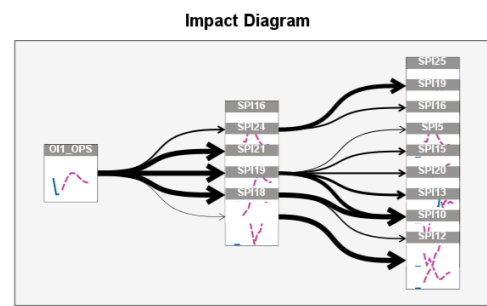 Impact Diagram
OI1_OPS
SPI16
SPI24
SPI21
SPI19
SPI18
SPI25
SPI19
SPI16
SPI5
SPI15
SPI20
SPI13
SPI10
SPI12